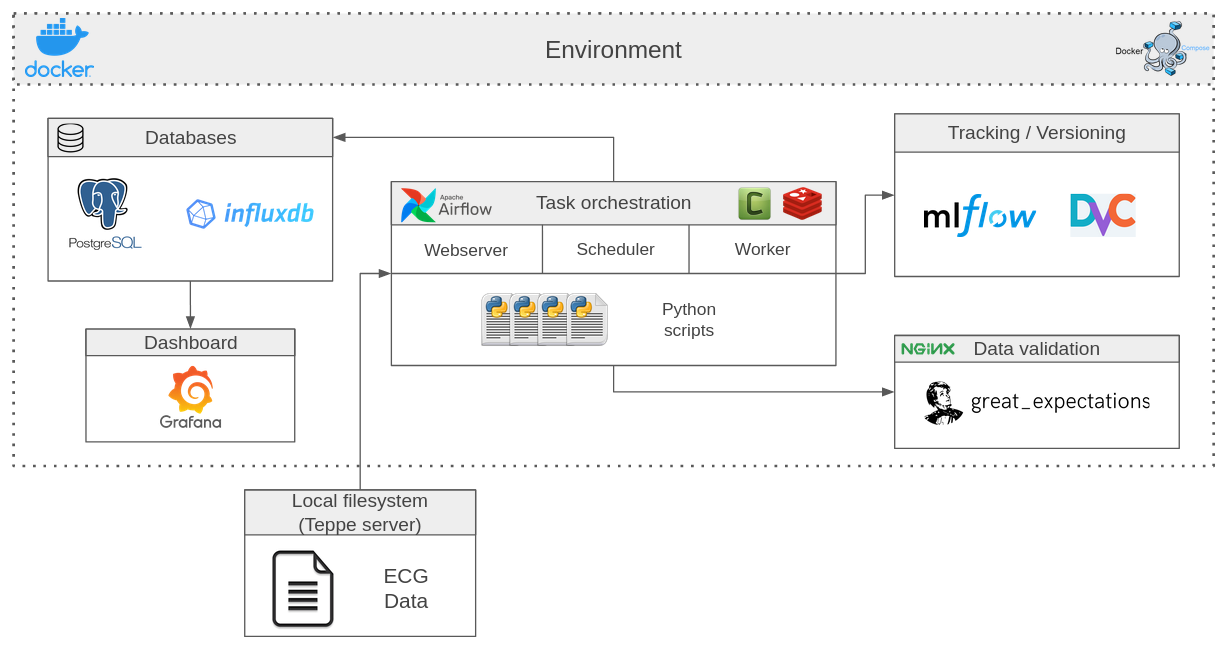 docker
Environment
Docker
Compose
Databases
PostgreSQL
influxdb
Apache
Airflow
Task orchestration
C
Webserver
Scheduler
Worker
Python
scripts
Tracking / Versioning
mlflow
DVC
Dashboard
Grafana
NGINX
Data validation
great_expectations
Local filesystem
(Teppe server)
ECG
Data